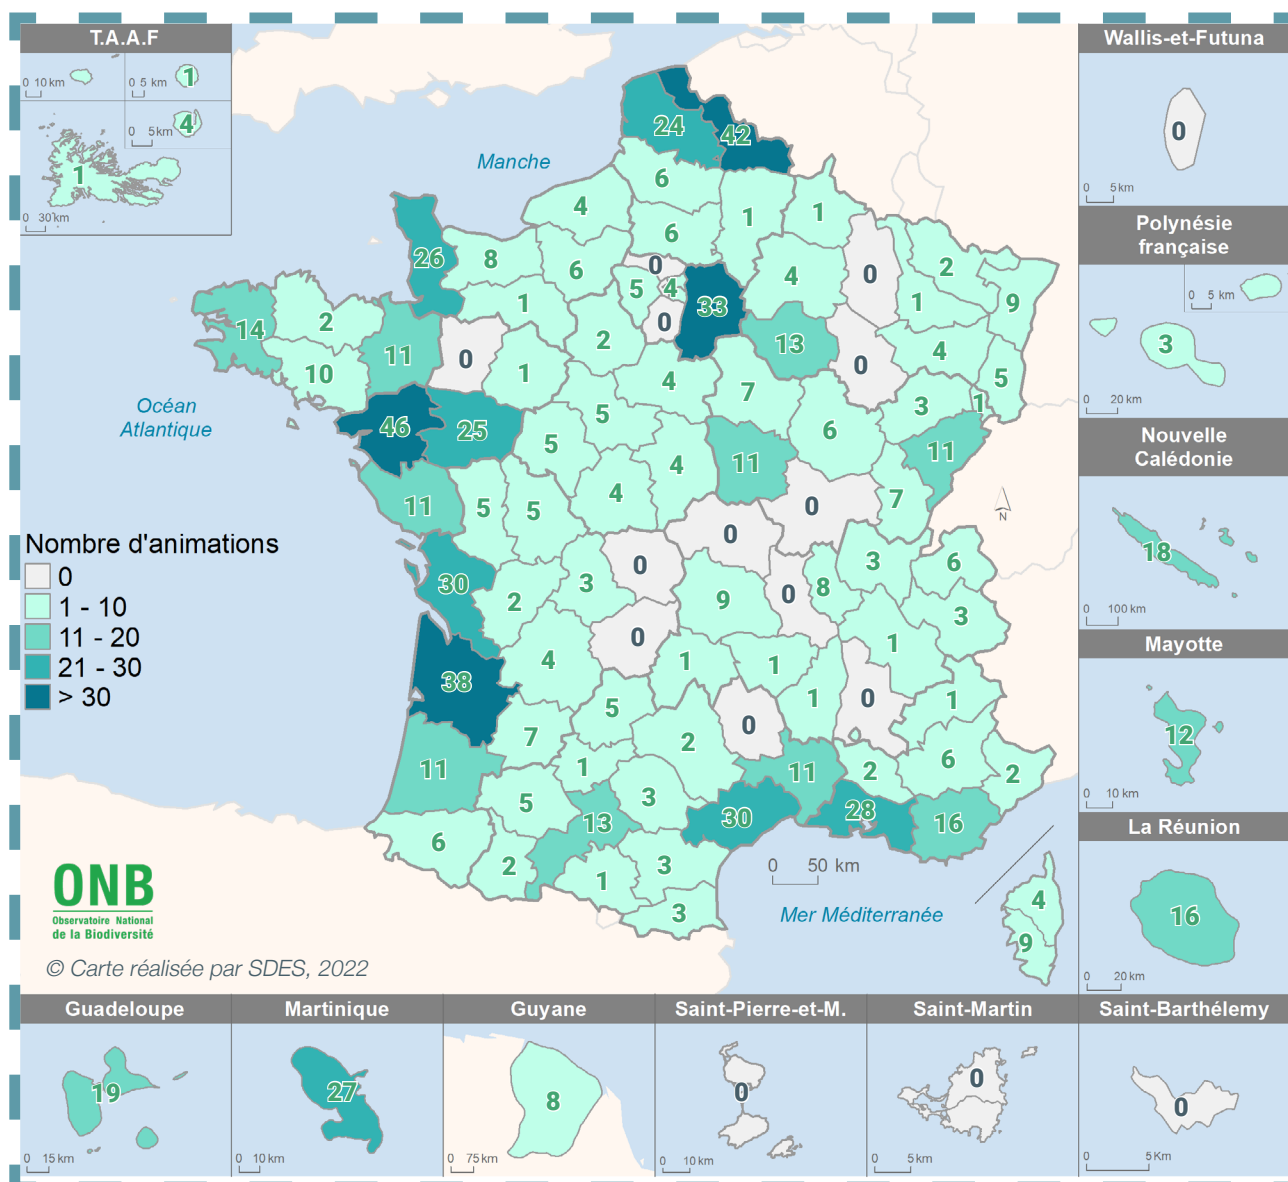 T.A.A.F
Wallis-et-Futuna
0 10 km
0 5 km
1
4
0 5 km
1
0 30 km
0
0 5 km
Manche
24
42
6
4
1
1
6
26
8
6
0
4
0
2
5
4
1
33
1
9
14
2
11
0
2
13
4
0
10
0
1
4
7
5
3
1
46
25
5
5
6
11
4
11
11
5
5
4
7
0
0
Océan
Atlantique
Polynésie
française
0 5 km
3
0 20 km
Nouvelle
Calédonie
N
18
0 100 km
Nombre d'animations
0
1 - 10
11 - 20
21 - 30
> 30
30
2
3
0
9
0
8
3
6
3
0
1
4
1
1
38
5
1
0
1
7
2
0
6
11
1
11
2
2
5
3
13
30
28
16
6
2
1
3
3
Mayotte
12
0 10 km
La Réunion
16
0 20 km
0 50 km
Mer Méditerranée
4
9
ONB
Observatoire National
de la Biodiversité
© Carte réalisée par SDES, 2022
Guadeloupe
Martinique
Guyane
Saint-Pierre-et-M.
Saint-Martin
Saint-Barthélemy
19
27
8
0
0
0
0 15 km
0 10 km
0 75 km
0 10 km
0 5 km
0 5 Km